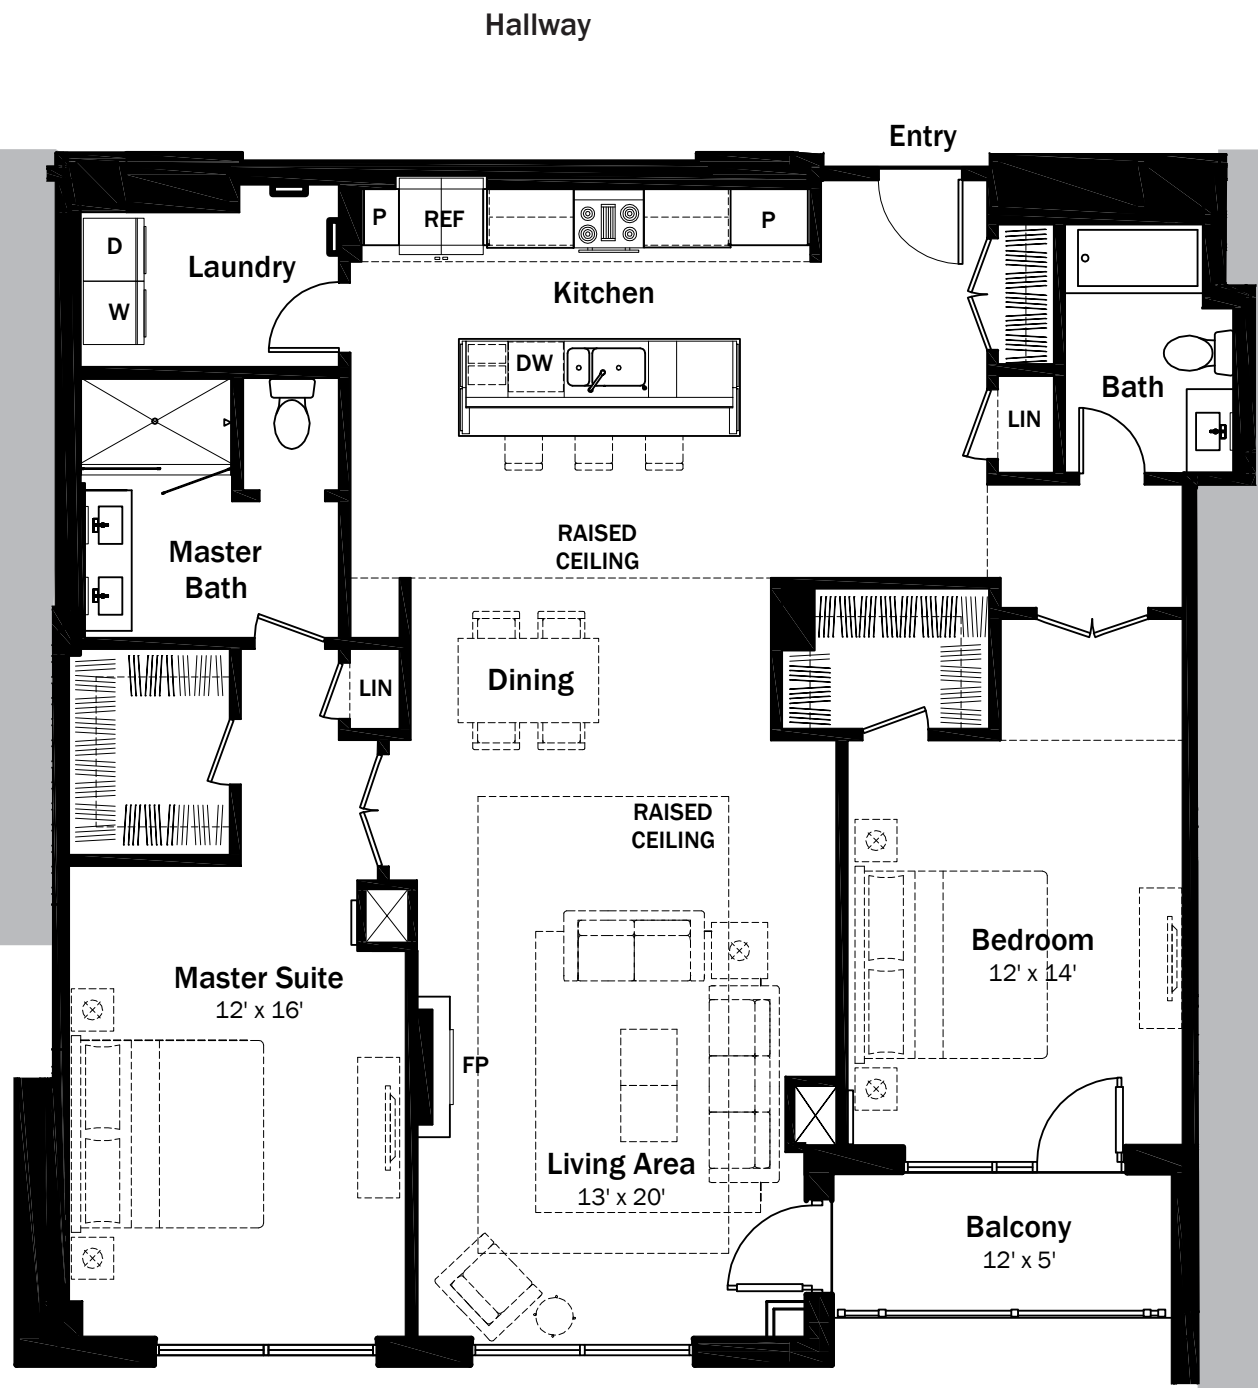 Hallway
Entry
P
REF
P
D
Laundry
W
Kitchen
DW
Bath
LIN
RAISED
CEILING
Master
Bath
LIN
Dining
RAISED
CEILING
Bedroom
12' x 14'
Master Suite
12' x 16'
FP
Living Area
13' x 20'
Balcony
12' x 5'